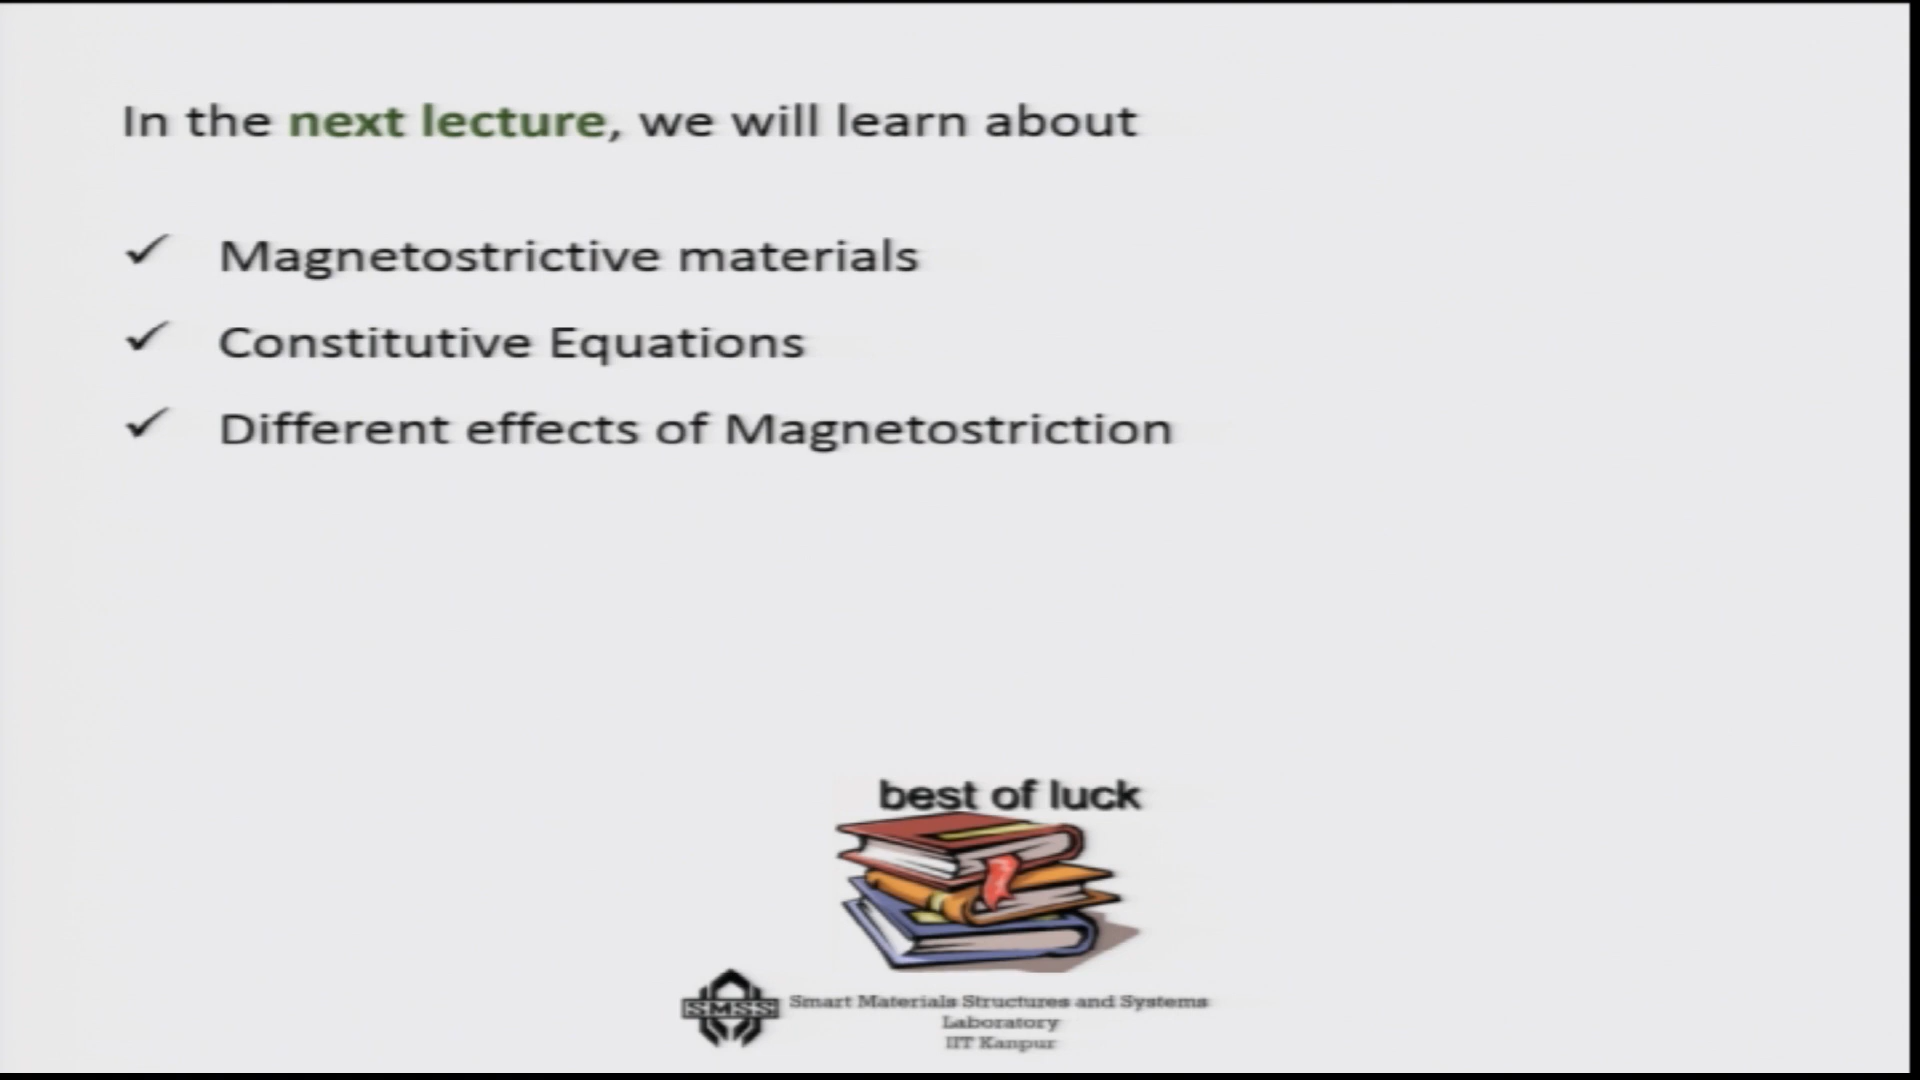 In the next lecture, we will learn about
✓ Magnetostrictive materials
✓ Constitutive Equations
✓ Different effects of Magnetostriction
best of luck
SMSS
Smart Materials Structures and Systems
Laboratory
IIT Kanpur